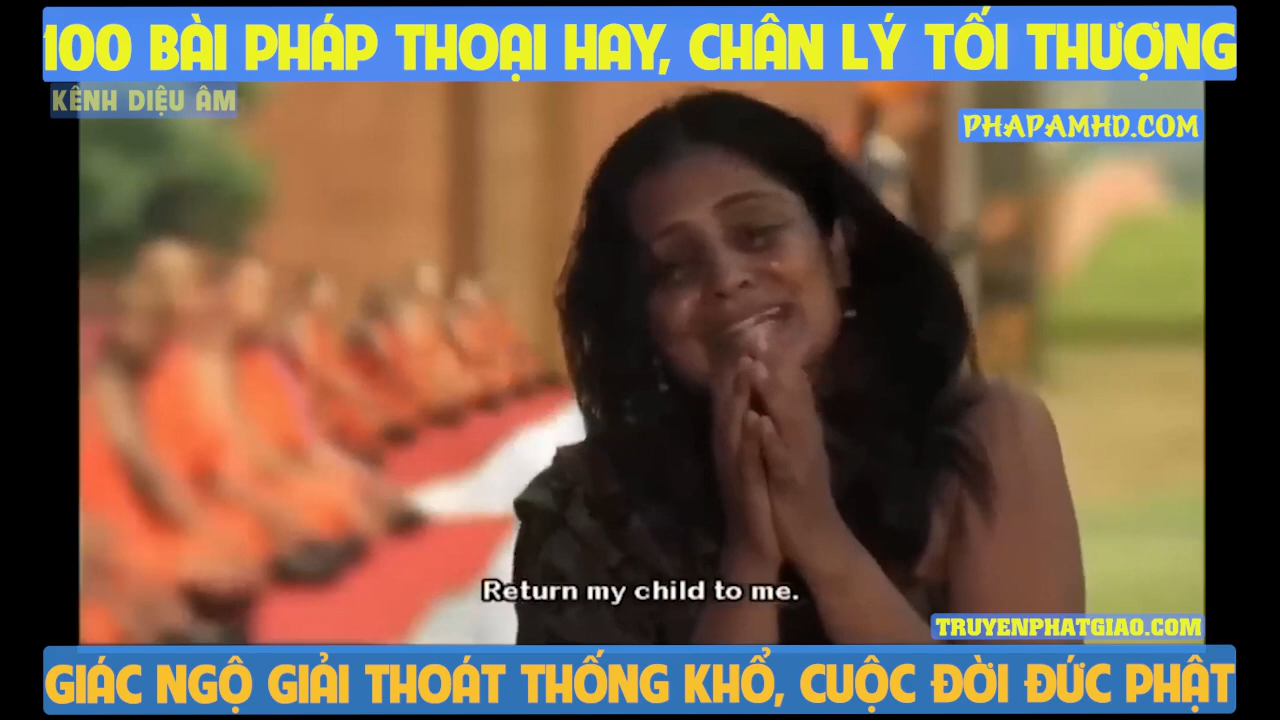 100 BÀI PHÁP THOẠI HAY, CHÂN LÝ TỐI THƯỢNG
KÊNH DIỆU ÂM
PHAPAMHD.COM
Return my child to me.
TRUYENPHATGIAO.COM
GIÁC NGỘ GIẢI THOÁT THỐNG KHỔ, CUỘC ĐỜI ĐỨC PHẬT